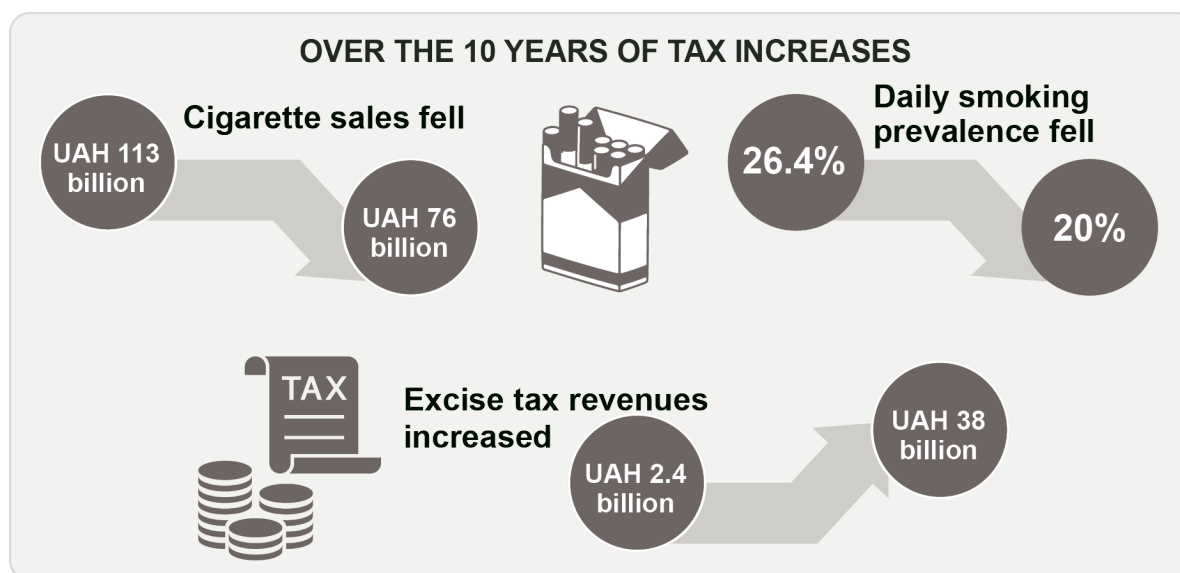 OVER THE 10 YEARS OF TAX INCREASES
Cigarette sales fell
UAH 113
billion
UAH 76
billion
Daily smoking
prevalence fell
26.4%
20%
TAX
Excise tax revenues
increased
UAH 2.4
billion
UAH 38
billion